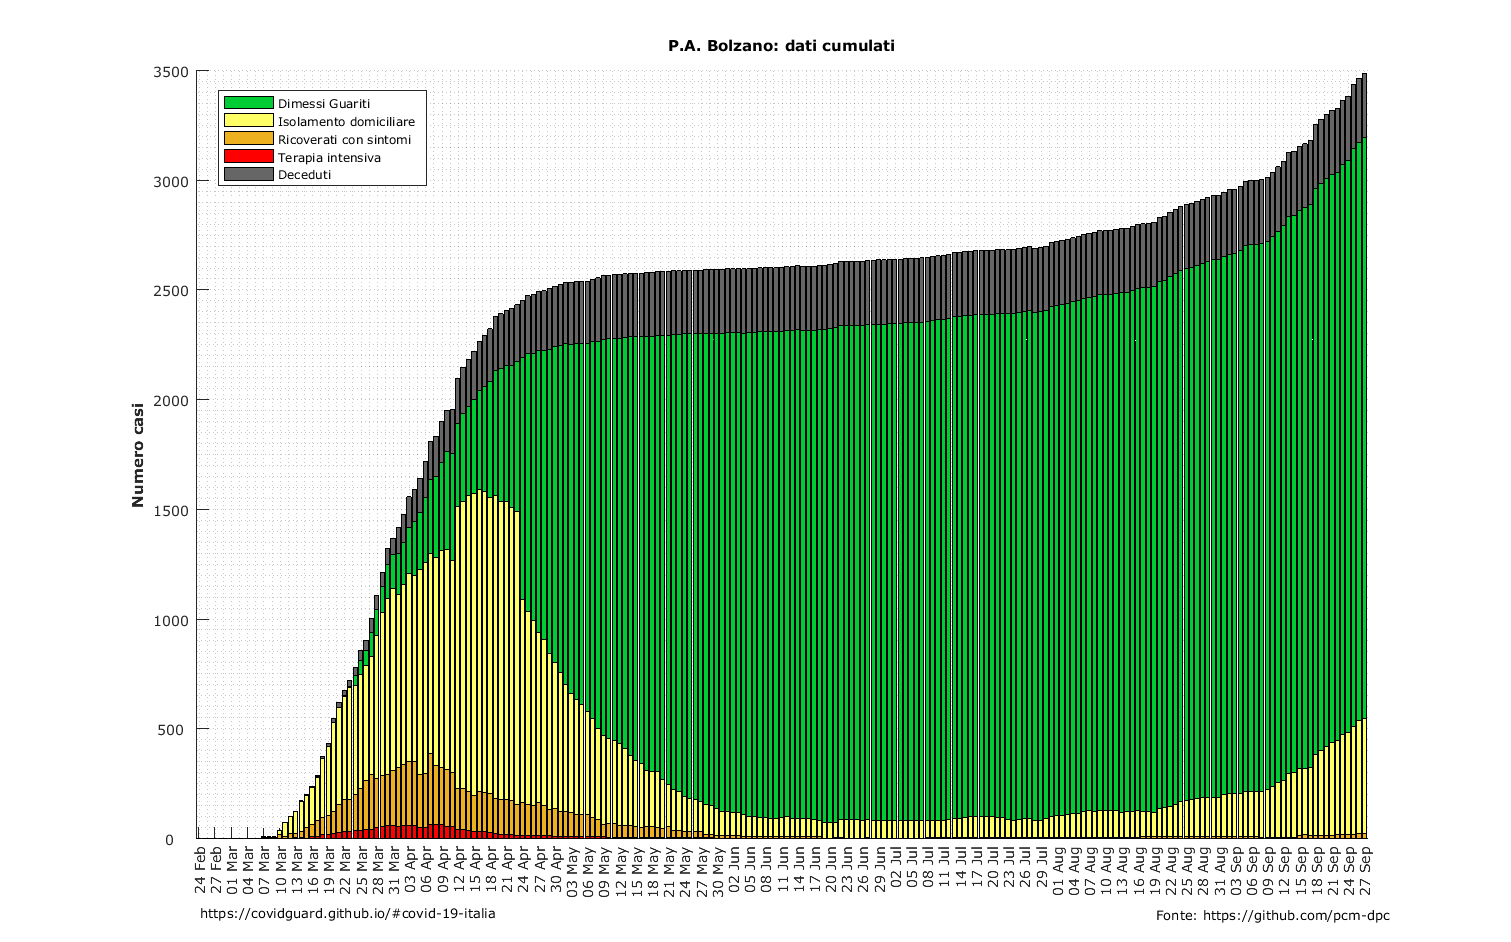 P.A. Bolzano: dati cumulati
3500
3000
2500
2000
1500
1000
500
0
Numero casi
Dimessi Guariti
Isolamento domiciliare
Ricoverati con sintomi
Terapia intensiva
Deceduti
24 Feb
27 Feb
01 Mar
04 Mar
07 Mar
10 Mar
13 Mar
16 Mar
19 Mar
22 Mar
25 Mar
28 Mar
31 Mar
03 Apr
06 Apr
09 Apr
12 Apr
15 Apr
18 Apr
21 Apr
24 Apr
27 Apr
30 Apr
03 May
06 May
09 May
12 May
15 May
18 May
21 May
24 May
27 May
30 May
02 Jun
05 Jun
08 Jun
11 Jun
14 Jun
17 Jun
20 Jun
23 Jun
26 Jun
29 Jun
02 Jul
05 Jul
08 Jul
11 Jul
14 Jul
17 Jul
20 Jul
23 Jul
26 Jul
29 Jul
01 Aug
04 Aug
07 Aug
10 Aug
13 Aug
16 Aug
19 Aug
22 Aug
25 Aug
28 Aug
31 Aug
03 Sep
06 Sep
09 Sep
12 Sep
15 Sep
18 Sep
21 Sep
24 Sep
27 Sep
https://covidguard.github.io/#covid-19-italia
Fonte: https://github.com/pcm-dpc